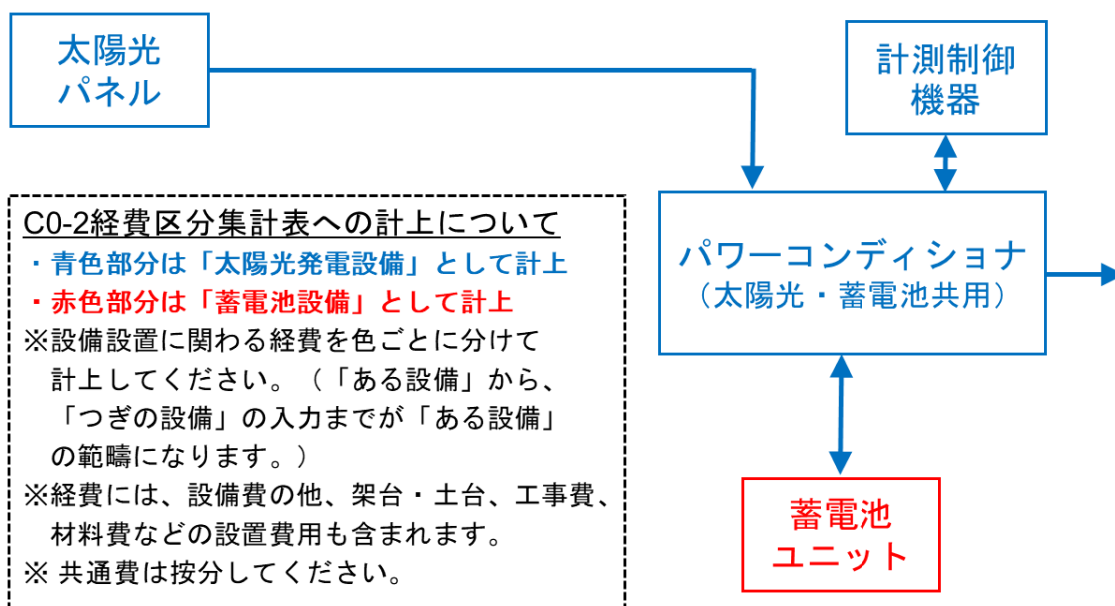 太陽光
パネル
計測制御
機器
C0-2経費区分集計表への計上について
・青色部分は「太陽光発電設備」として計上
・赤色部分は「蓄電池設備」として計上
※設備設置に関わる経費を色ごとに分けて
計上してください。（「ある設備」から、
「つぎの設備」の入力までが「ある設備」
の範疇になります。）
※経費には、設備費の他、架台・土台、工事費、
材料費などの設置費用も含まれます。
※ 共通費は按分してください。
パワーコンディショナ
（太陽光・蓄電池共用）
蓄電池
ユニット